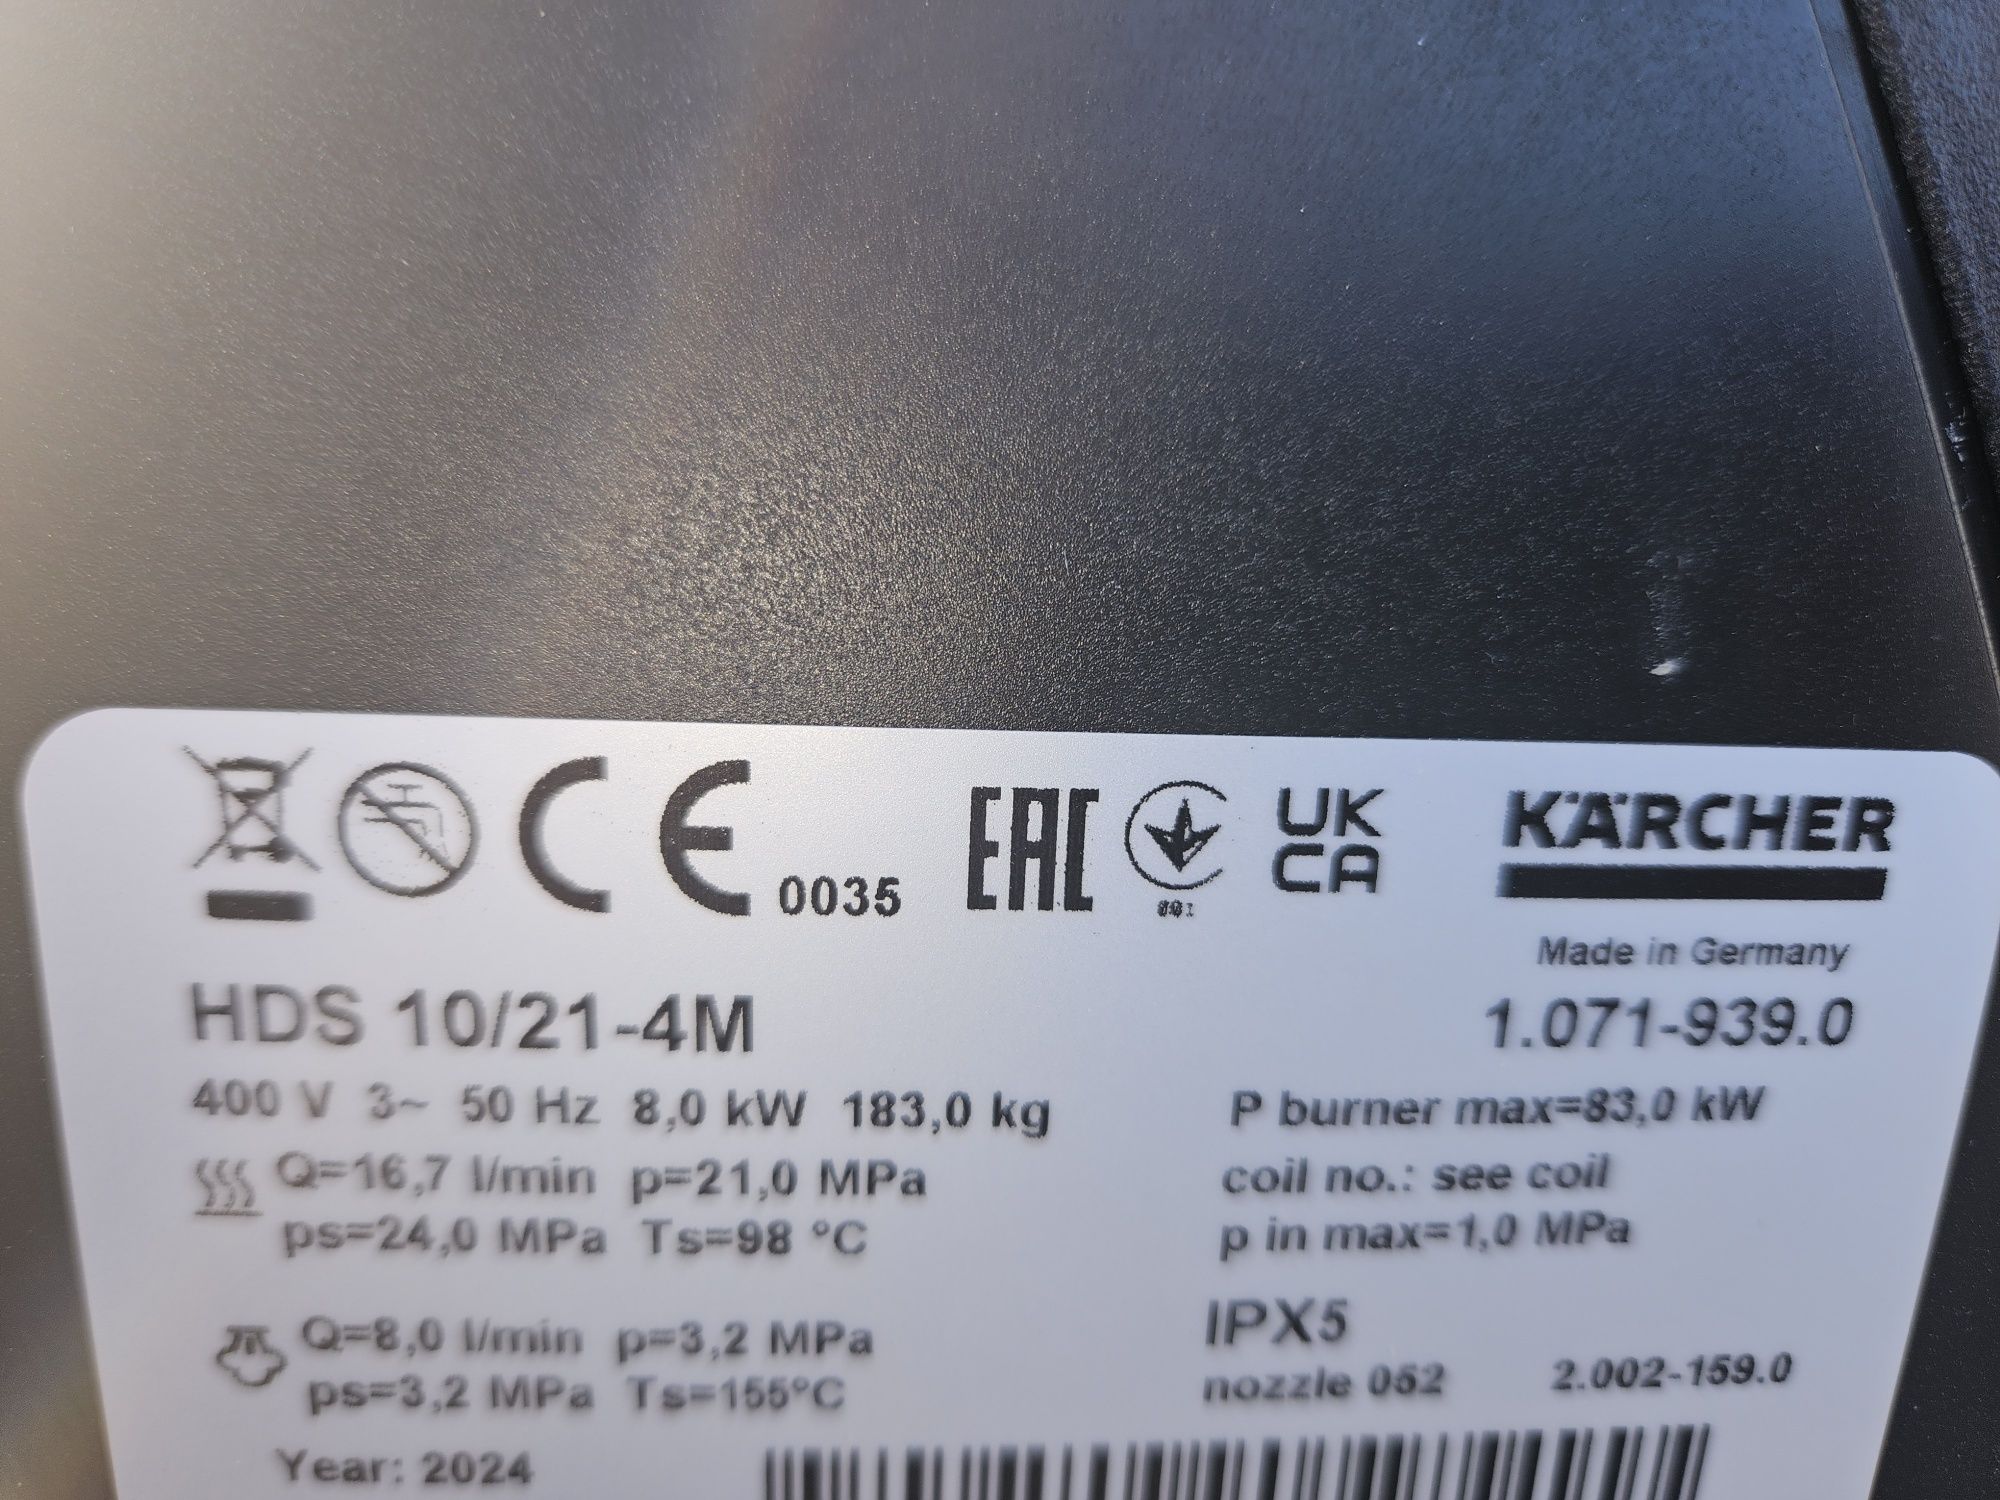 CE 0035 EAC UK CA KÄRCHER
Made in Germany
HDS 10/21-4M 1.071-939.0
400 V 3~ 50 Hz 8,0 kW 183,0 kg P burner max=83,0 kW
Q=16,7 l/min p=21,0 MPa coil no.: see coil
ps=24,0 MPa Ts=98 °C p in max=1,0 MPa
Q=8,0 l/min p=3,2 MPa IPX5
ps=3,2 MPa Ts=155°C nozzle 052 2.002-159.0
Year: 2024